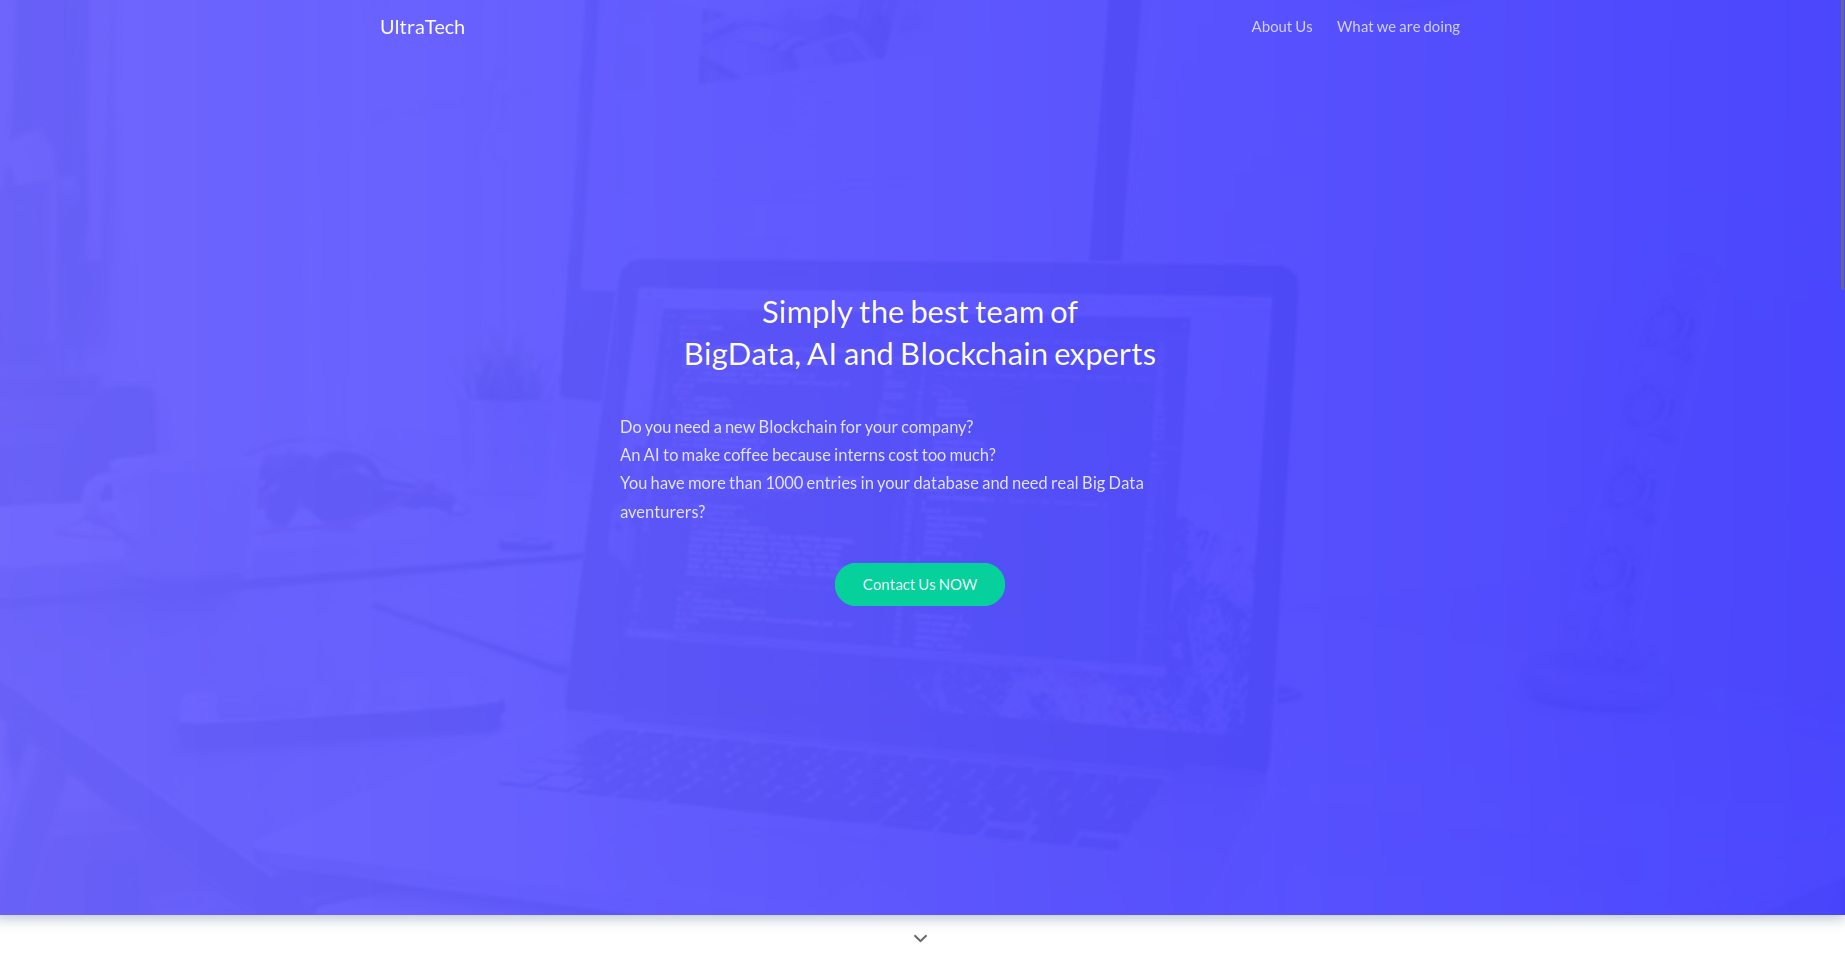 UltraTech
About Us
What we are doing
Simply the best team of
BigData, AI and Blockchain experts
Do you need a new Blockchain for your company?
An AI to make coffee because interns cost too much?
You have more than 1000 entries in your database and need real Big Data
aventurers?
Contact Us NOW